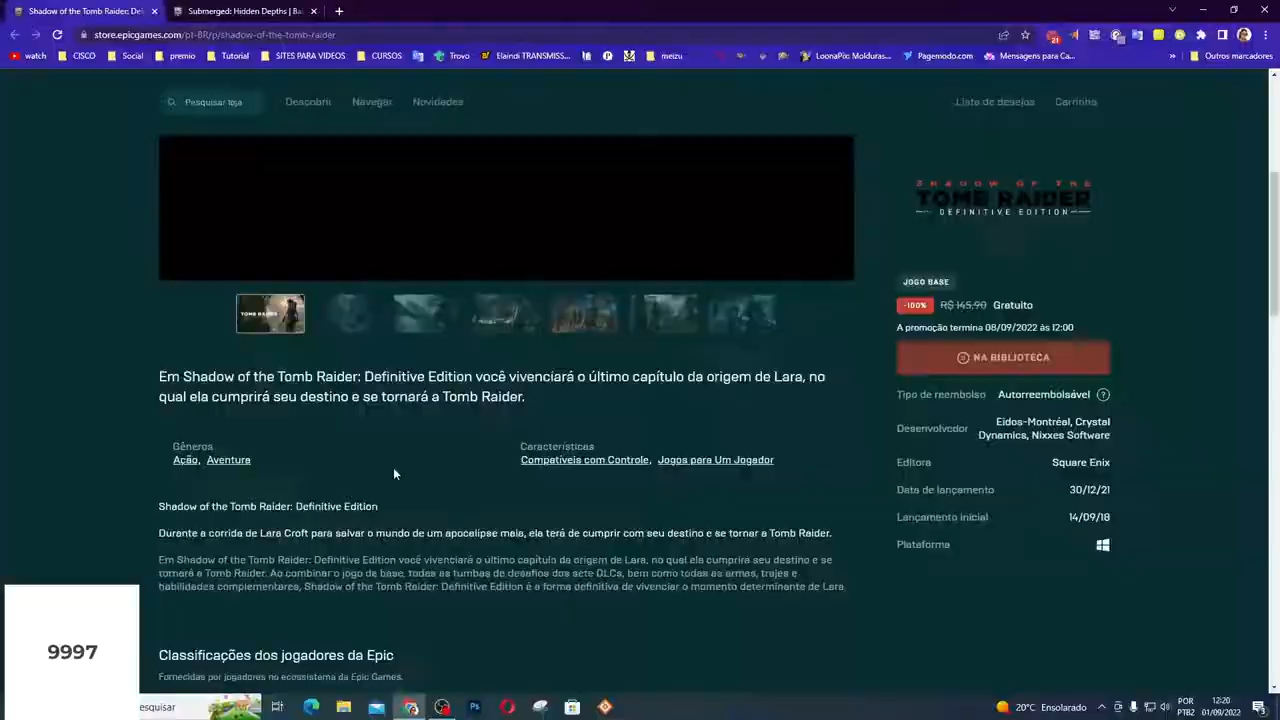 Shadow of the Tomb Raider: De
Submerged: Hidden Depths | Bai
store.epicgames.com/pt-BR/p/shadow-of-the-tomb-raider
watch CISCO Social premio Tutorial SITES PARA VÍDEOS CURSOS Trovo Elaindi TRANSMISS... meizu LoonaPix: Molduras... Pagemodo.com Mensagens para Ca... » Outros marcadores
Pesquisar loja Descobrir Navegar Novidades Lista de desejos Carrinho
SHADOW OF THE
TOMB RAIDER
DEFINITIVE EDITION
JOGO BASE
-100% R$ 145,90 Gratuito
A promoção termina 08/09/2022 às 12:00
NA BIBLIOTECA
TOMB RAIDER
Em Shadow of the Tomb Raider: Definitive Edition você vivenciará o último capítulo da origem de Lara, no
qual ela cumprirá seu destino e se tornará a Tomb Raider.
Tipo de reembolso Autorreembolsável ?
Desenvolvedor Eidos-Montréal, Crystal
Dynamics, Nixxes Software
Gêneros
Ação, Aventura
Características
Compatíveis com Controle, Jogos para Um Jogador
Editora Square Enix
Data de lançamento 30/12/21
Lançamento inicial 14/09/18
Plataforma
Shadow of the Tomb Raider: Definitive Edition
Durante a corrida de Lara Croft para salvar o mundo de um apocalipse maia, ela terá de cumprir com seu destino e se tornar a Tomb Raider.
Em Shadow of the Tomb Raider: Definitive Edition você vivenciará o último capítulo da origem de Lara, no qual ela cumprirá seu destino e se
tornará a Tomb Raider. Ao combinar o jogo de base, todas as tumbas de desafios dos sete DLCs, bem como todas as armas, trajes e
habilidades complementares, Shadow of the Tomb Raider: Definitive Edition é a forma definitiva de vivenciar o momento determinante de Lara.
Classificações dos jogadores da Epic
Fornecidas por jogadores no ecossistema da Epic Games.
9997
esquisar
20°C Ensolarado
POR
PTB2
12:20
01/09/2022